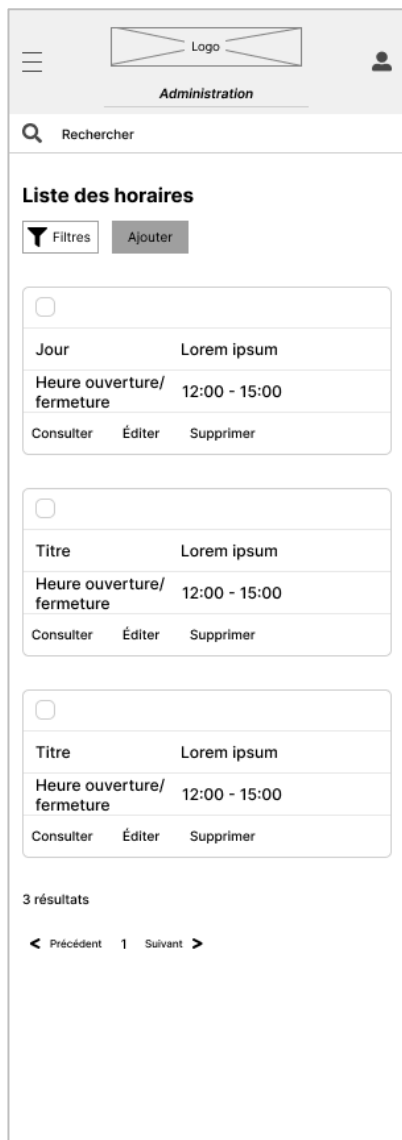 Logo
Administration
Rechercher
Liste des horaires
Filtres Ajouter
Jour Lorem ipsum
Heure ouverture/
fermeture 12:00 - 15:00
Consulter Éditer Supprimer
Titre Lorem ipsum
Heure ouverture/
fermeture 12:00 - 15:00
Consulter Éditer Supprimer
Titre Lorem ipsum
Heure ouverture/
fermeture 12:00 - 15:00
Consulter Éditer Supprimer
3 résultats
< Précédent 1 Suivant >